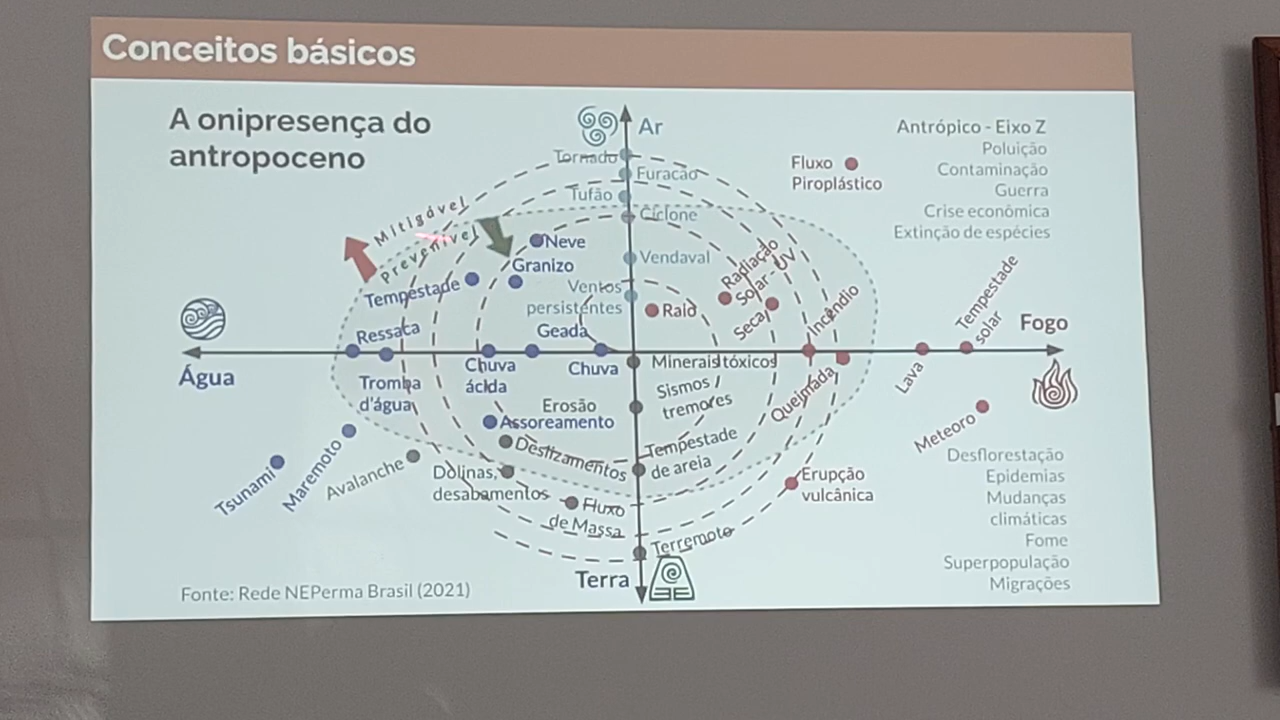 Conceitos básicos
A onipresença do
antropoceno
Ar
Tornado
Furacão
Tufão
Ciclone
Vendaval
Ventos
persistentes
Mitigável
Prevenível
Neve
Granizo
Tempestade
Ressaca
Geada
Chuva
Chuva
ácida
Tromba
d'água
Água
Raio
Radiação
Solar - UV
Seca
Incêndio
Queimada
Fluxo
Piroplástico
Antrópico - Eixo Z
Poluição
Contaminação
Guerra
Crise econômica
Extinção de espécies
Tempestade
solar
Fogo
Lava
Meteoro
Minerais tóxicos
Sismos /
tremores
Erosão
Assoreamento
Deslizamentos
Tempestade
de areia
Maremoto
Tsunami
Avalanche
Dolinas,
desabamentos
Fluxo
de Massa
Erupção
vulcânica
Terremoto
Terra
Desflorestação
Epidemias
Mudanças
climáticas
Fome
Superpopulação
Migrações
Fonte: Rede NEPerma Brasil (2021)